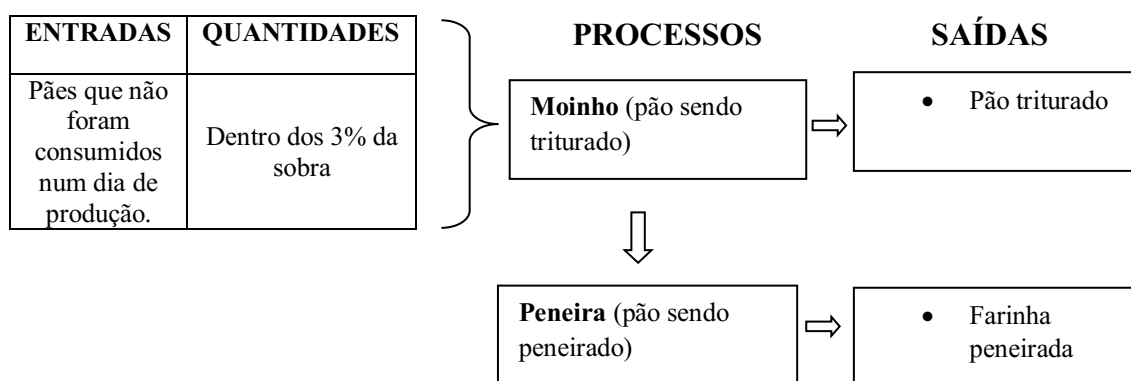 ENTRADAS QUANTIDADES PROCESSOS SAÍDAS
Pães que não
foram
consumidos
num dia de
produção.
Dentro dos 3% da
sobra
Moinho (pão sendo
triturado)
• Pão triturado
Peneira (pão sendo
peneirado)
• Farinha
peneirada